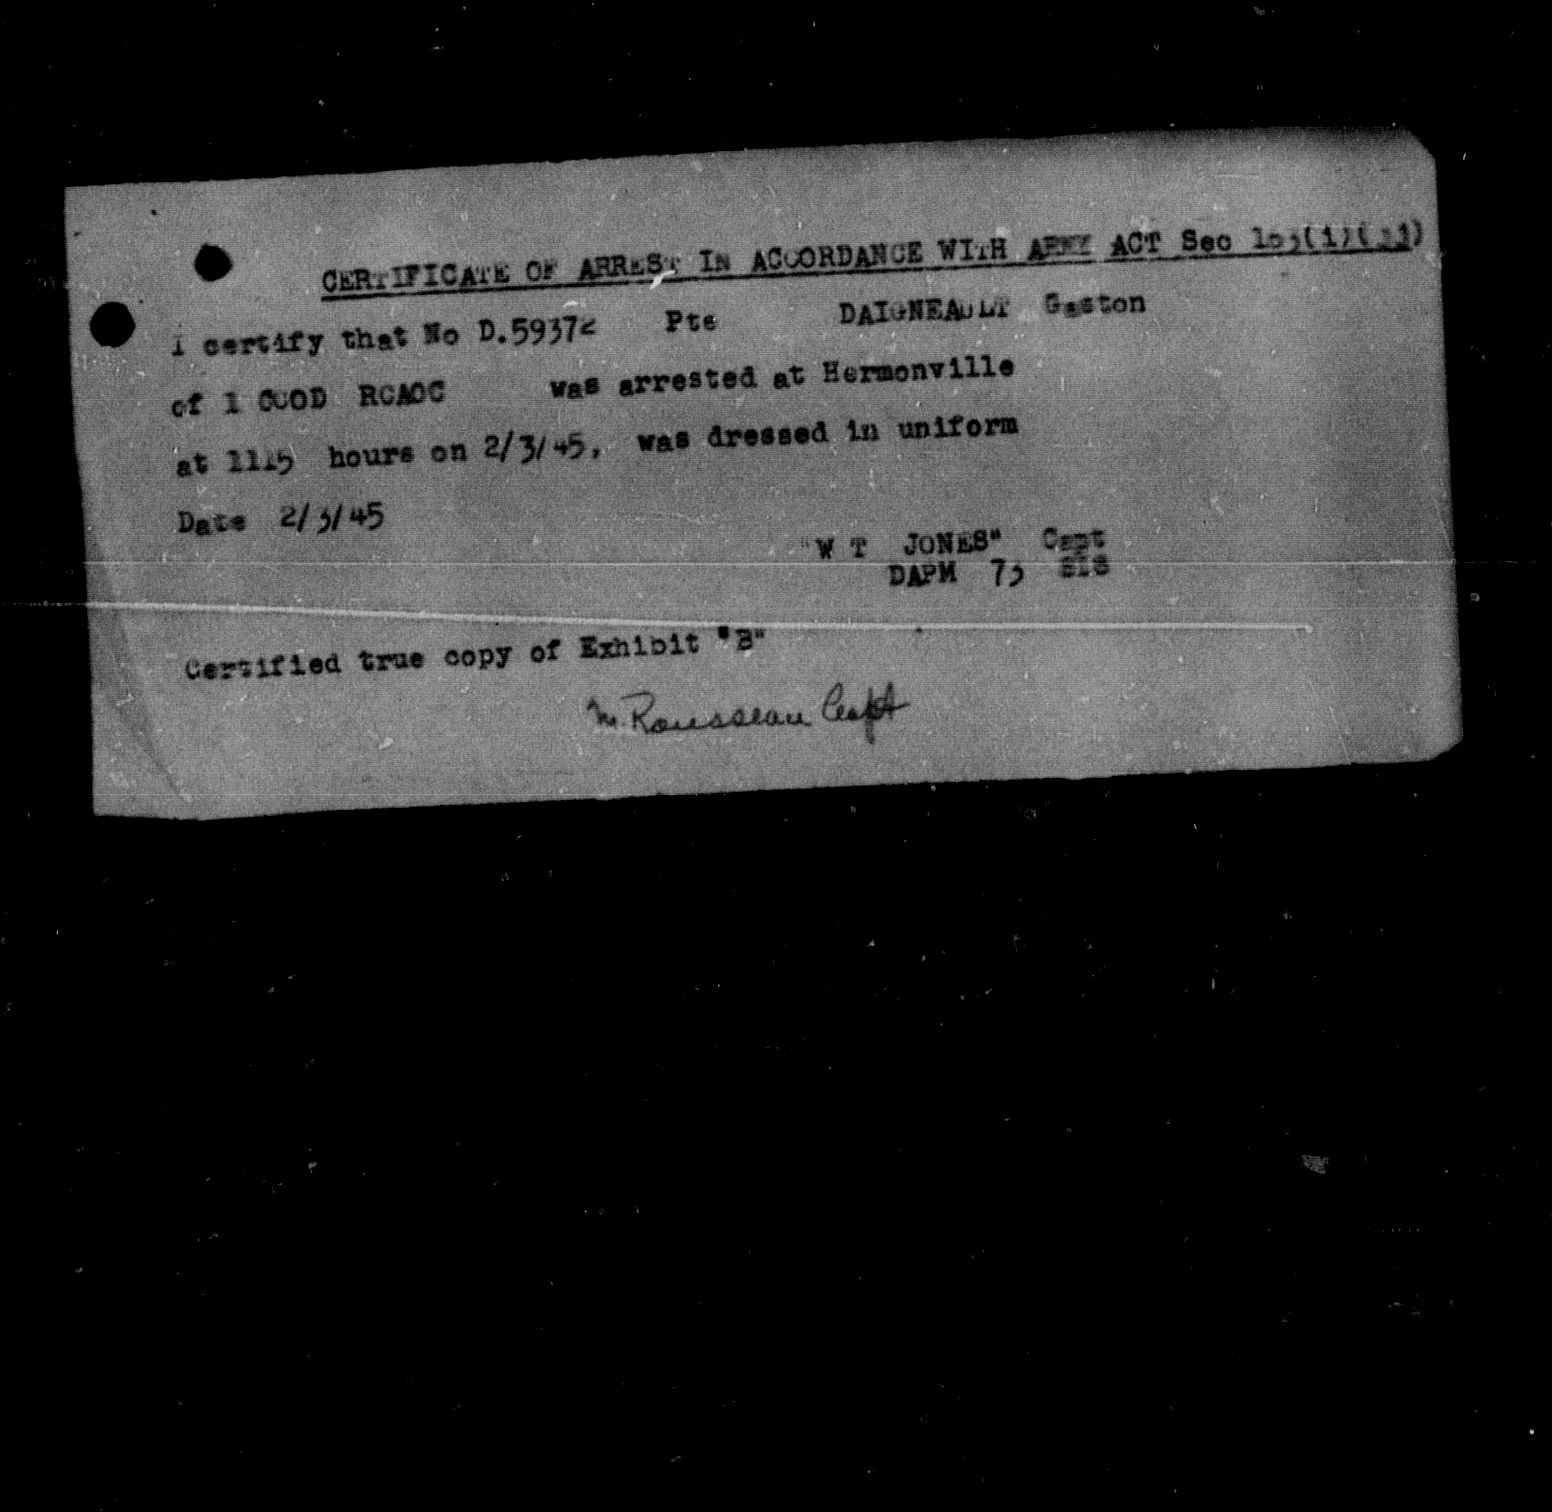 CERTIFICATE OF ARREST IN ACCORDANCE WITH ARMY ACT Sec
I certify that No D.59372 Pte DAIGNEAULT Gaston
of 1 COOD RCAOC was arrested at Hermonville
at 1115 hours on 2/3/45, was dressed in uniform
Date 2/3/45
"W T JONES" Capt
DAPM 73
Certified true copy of Exhibit "B"
M Rousseau Capt